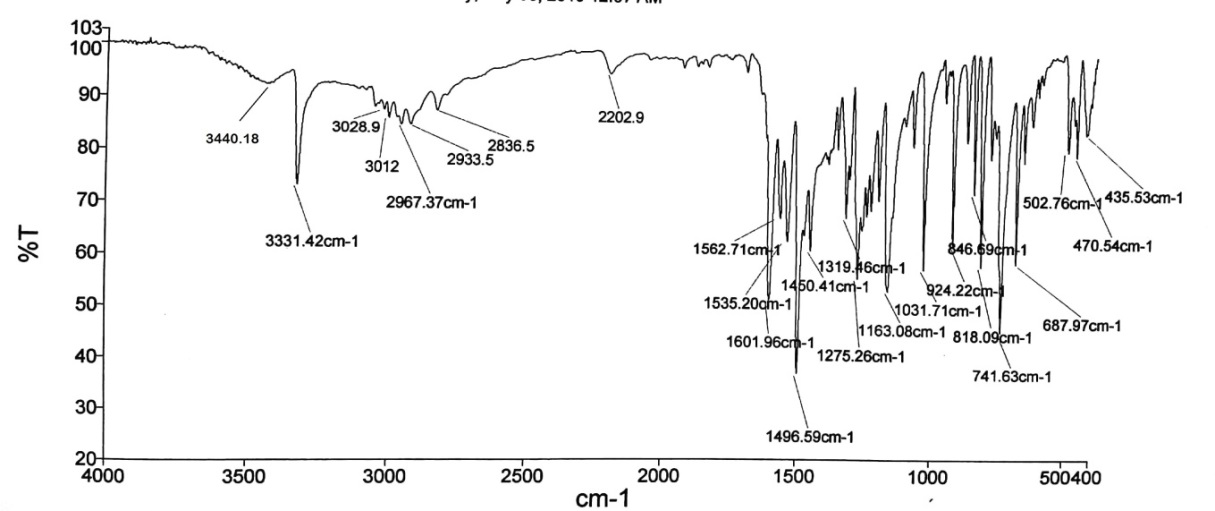 103
100
90
80
70
60
50
40
30
20
%T
4000
3500
3000
2500
2000
1500
1000
500400
cm-1
3440.18
3331.42cm-1
3028.9
3012
2967.37cm-1
2933.5
2836.5
2202.9
1562.71cm-1
1535.20cm-1
1601.96cm-1
1496.59cm-1
1450.41cm-1
1319.46cm-1
1275.26cm-1
1163.08cm-1
1031.71cm-1
924.22cm-1
846.69cm-1
818.09cm-1
741.63cm-1
687.97cm-1
502.76cm-1
470.54cm-1
435.53cm-1